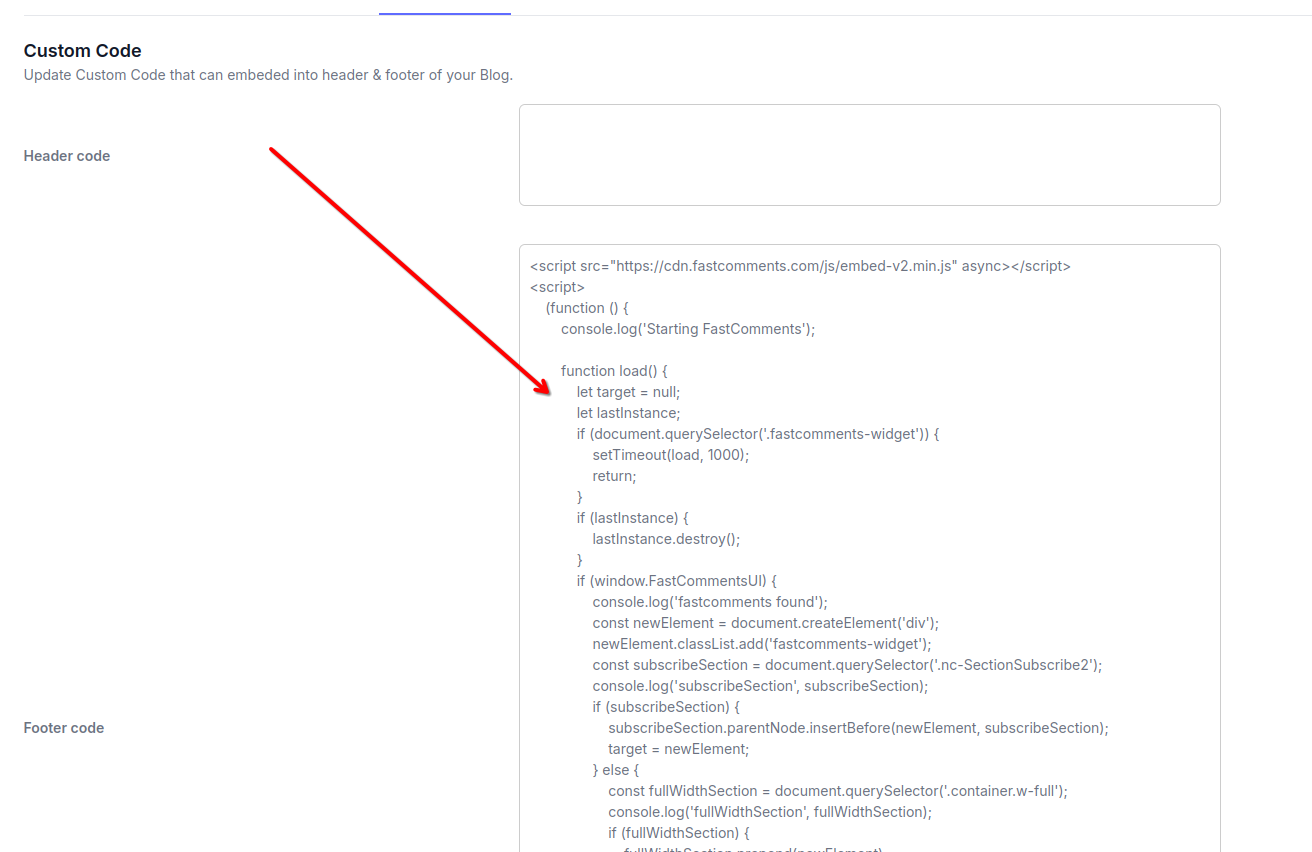 Custom Code
Update Custom Code that can embeded into header & footer of your Blog.
Header code
<script src="https://cdn.fastcomments.com/js/embed-v2.min.js" async></script>
<script>
    (function () {
        console.log('Starting FastComments');

        function load() {
            let target = null;
            let lastInstance;
            if (document.querySelector('.fastcomments-widget')) {
                setTimeout(load, 1000);
                return;
            }
            if (lastInstance) {
                lastInstance.destroy();
            }
            if (window.FastCommentsUI) {
                console.log('fastcomments found');
                const newElement = document.createElement('div');
                newElement.classList.add('fastcomments-widget');
                const subscribeSection = document.querySelector('.nc-SectionSubscribe2');
                console.log('subscribeSection', subscribeSection);
                if (subscribeSection) {
Footer code
                    subscribeSection.parentNode.insertBefore(newElement, subscribeSection);
                    target = newElement;
                } else {
                    const fullWidthSection = document.querySelector('.container.w-full');
                    console.log('fullWidthSection', fullWidthSection);
                    if (fullWidthSection) {
                        fullWidthSection.prepend(newElement)